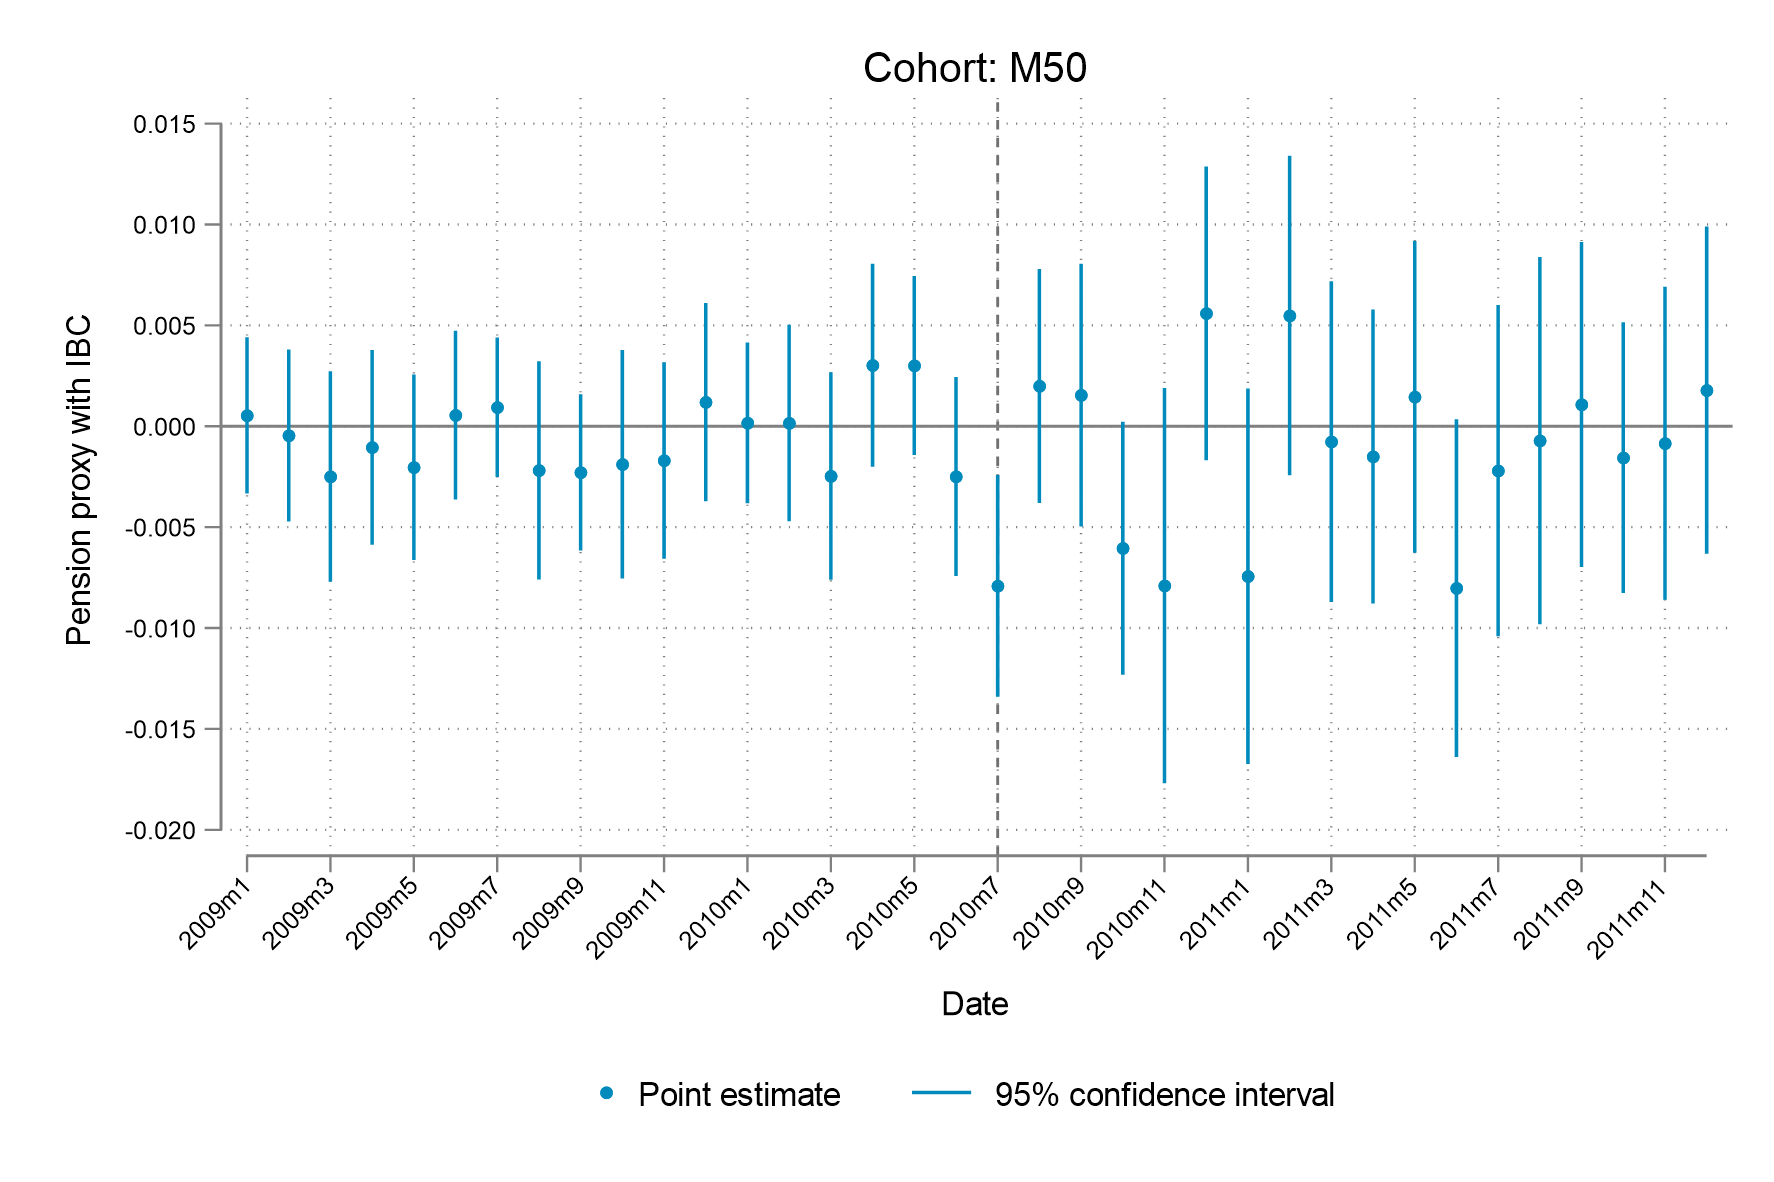 Cohort: M50
0.015
0.010
0.005
0.000
-0.005
-0.010
-0.015
-0.020
Pension proxy with IBC
2009m1
2009m3
2009m5
2009m7
2009m9
2009m11
2010m1
2010m3
2010m5
2010m7
2010m9
2010m11
2011m1
2011m3
2011m5
2011m7
2011m9
2011m11
Date
Point estimate
95% confidence interval